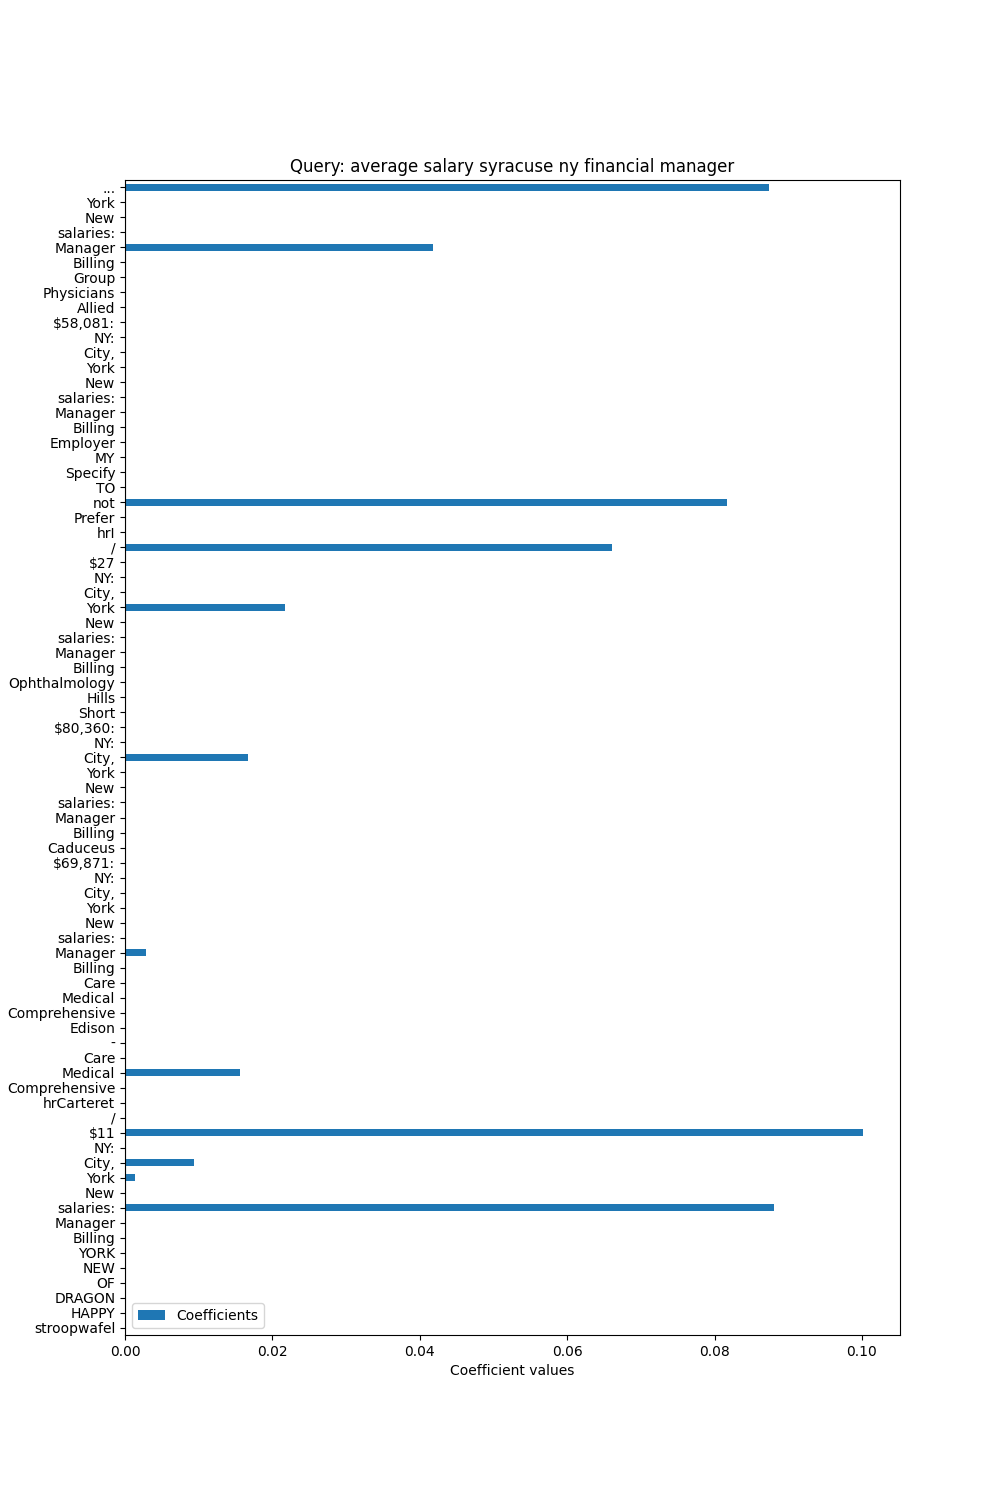 Query: average salary syracuse ny financial manager
...
York
New
salaries:
Manager
Billing
Group
Physicians
Allied
$58,081:
NY:
City,
York
New
salaries:
Manager
Billing
Employer
MY
Specify
TO
not
Prefer
hrI
/
$27
NY:
City,
York
New
salaries:
Manager
Billing
Ophthalmology
Hills
Short
$80,360:
NY:
City,
York
New
salaries:
Manager
Billing
Caduceus
$69,871:
NY:
City,
York
New
salaries:
Manager
Billing
Care
Medical
Comprehensive
Edison
-
Care
Medical
Comprehensive
hrCarteret
/
$11
NY:
City,
York
New
salaries:
Manager
Billing
YORK
NEW
OF
DRAGON
HAPPY
stroopwafel
Coefficients
0.00 0.02 0.04 0.06 0.08 0.10
Coefficient values